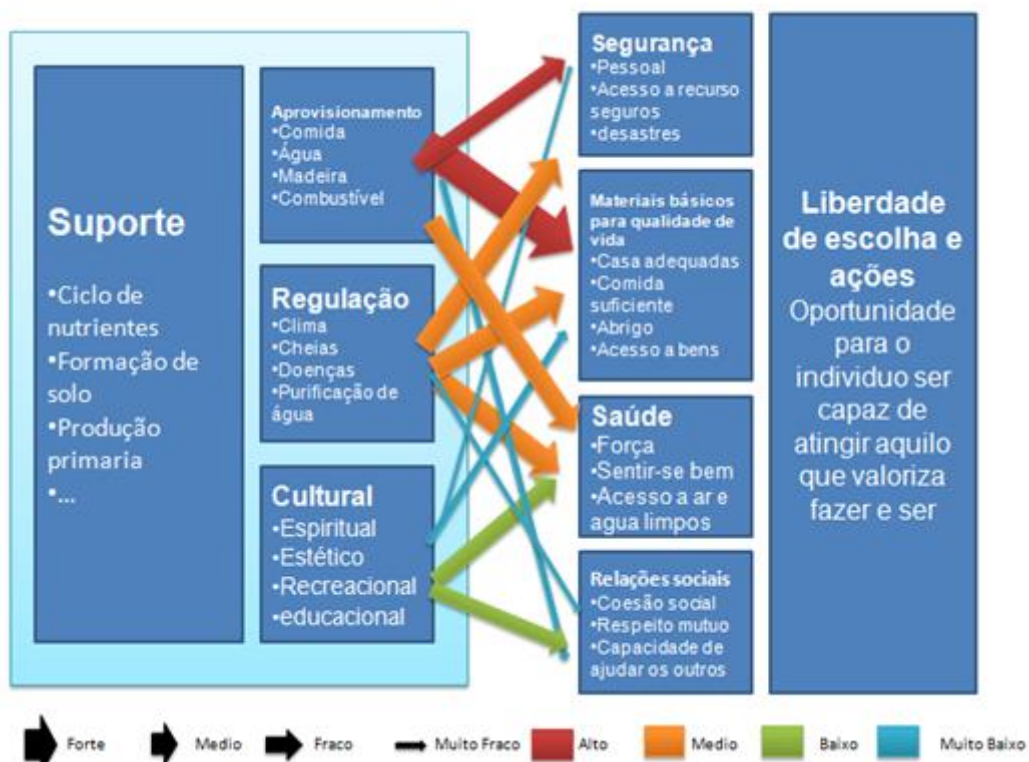 Suporte
•Ciclo de
nutrientes
•Formação de
solo
•Produção
primaria
•...
Aprovisionamento
•Comida
•Água
•Madeira
•Combustível
Regulação
•Clima
•Cheias
•Doenças
•Purificação de
água
Cultural
•Espiritual
•Estético
•Recreacional
•educacional
Segurança
•Pessoal
•Acesso a recurso
seguros
•desastres
Materiais básicos
para qualidade de
vida
•Casa adequadas
•Comida
suficiente
•Abrigo
•Acesso a bens
Saúde
•Força
•Sentir-se bem
•Acesso a ar e
agua limpos
Relações sociais
•Coesão social
•Respeito mutuo
•Capacidade de
ajudar os outros
Liberdade
de escolha e
ações
Oportunidade
para o
individuo ser
capaz de
atingir aquilo
que valoriza
fazer e ser
Forte Medio Fraco Muito Fraco Alto Medio Baixo Muito Baixo